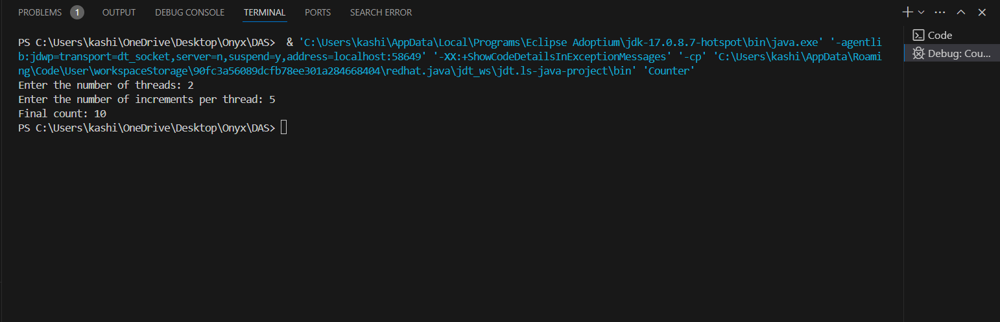 PROBLEMS 1 OUTPUT DEBUG CONSOLE TERMINAL PORTS SEARCH ERROR
PS C:\Users\kashi\OneDrive\Desktop\Onyx\DAS>  & 'C:\Users\kashi\AppData\Local\Programs\Eclipse Adoptium\jdk-17.0.8.7-hotspot\bin\java.exe' '-agentli
b:jdwp=transport=dt_socket,server=n,suspend=y,address=localhost:58649' '-XX:+ShowCodeDetailsInExceptionMessages' '-cp' 'C:\Users\kashi\AppData\Roami
ng\Code\User\workspaceStorage\90fc3a56089dcfb78ee301a284668404\redhat.java\jdt_ws\jdt.ls-java-project\bin' 'Counter'
Enter the number of threads: 2
Enter the number of increments per thread: 5
Final count: 10
PS C:\Users\kashi\OneDrive\Desktop\Onyx\DAS>
Code
Debug: Cou...